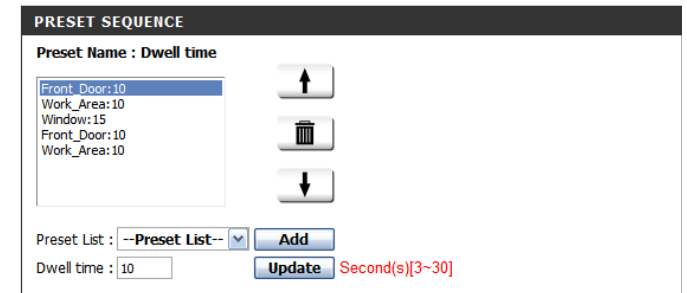 PRESET SEQUENCE
Preset Name : Dwell time
Front_Door:10
Work_Area:10
Window:15
Front_Door:10
Work_Area:10
Preset List : --Preset List-- Add
Dwell time : 10 Update Second(s)[3~30]